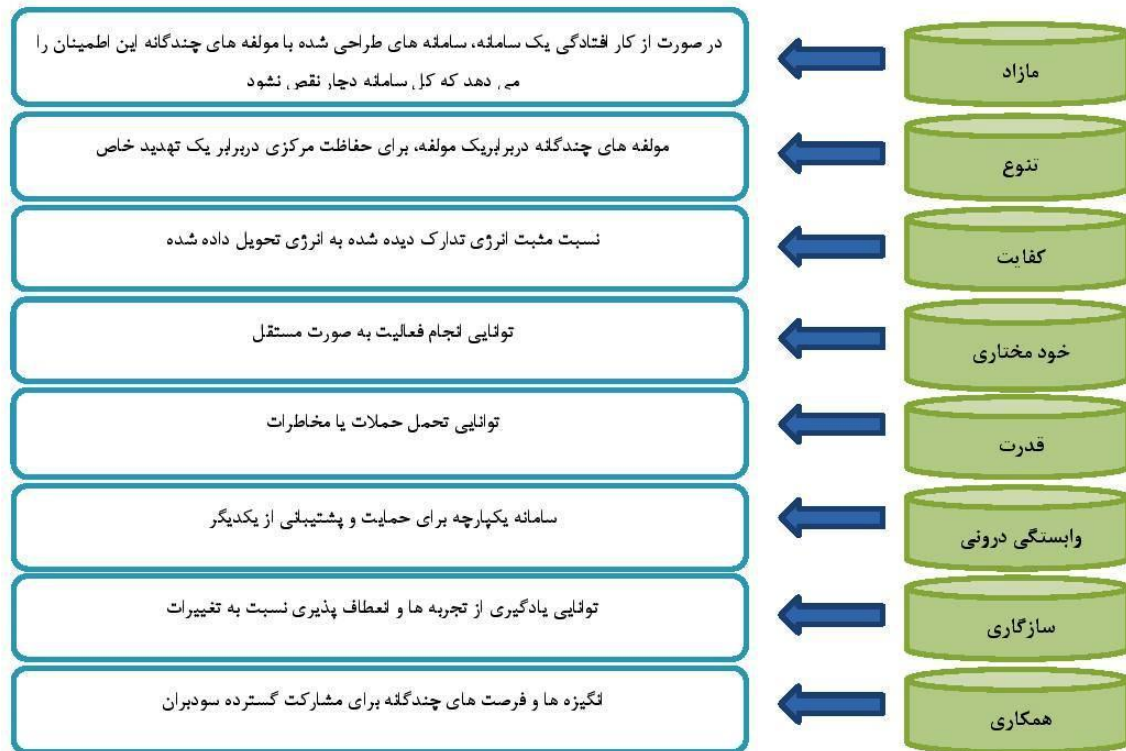 مازاد
در صورت از کار افتادگی یک سامانه، سامانه های طراحی شده با مولفه های چندگانه این اطمینان را
می دهد که کل سامانه دچار نقص نشود
تنوع
مولفه های چندگانه دربرابریک مولفه، برای حفاظت مرکزی دربرابر یک تهدید خاص
کفایت
نسبت مثبت انرژی تدارک دیده شده به انرژی تحویل داده شده
خود مختاری
توانایی انجام فعالیت به صورت مستقل
قدرت
توانایی تحمل حملات یا مخاطرات
وابستگی درونی
سامانه یکپارچه برای حمایت و پشتیبانی از یکدیگر
سازگاری
توانایی یادگیری از تجربه ها و انعطاف پذیری نسبت به تغییرات
همکاری
انگیزه ها و فرصت های چندگانه برای مشارکت گسترده سودبران